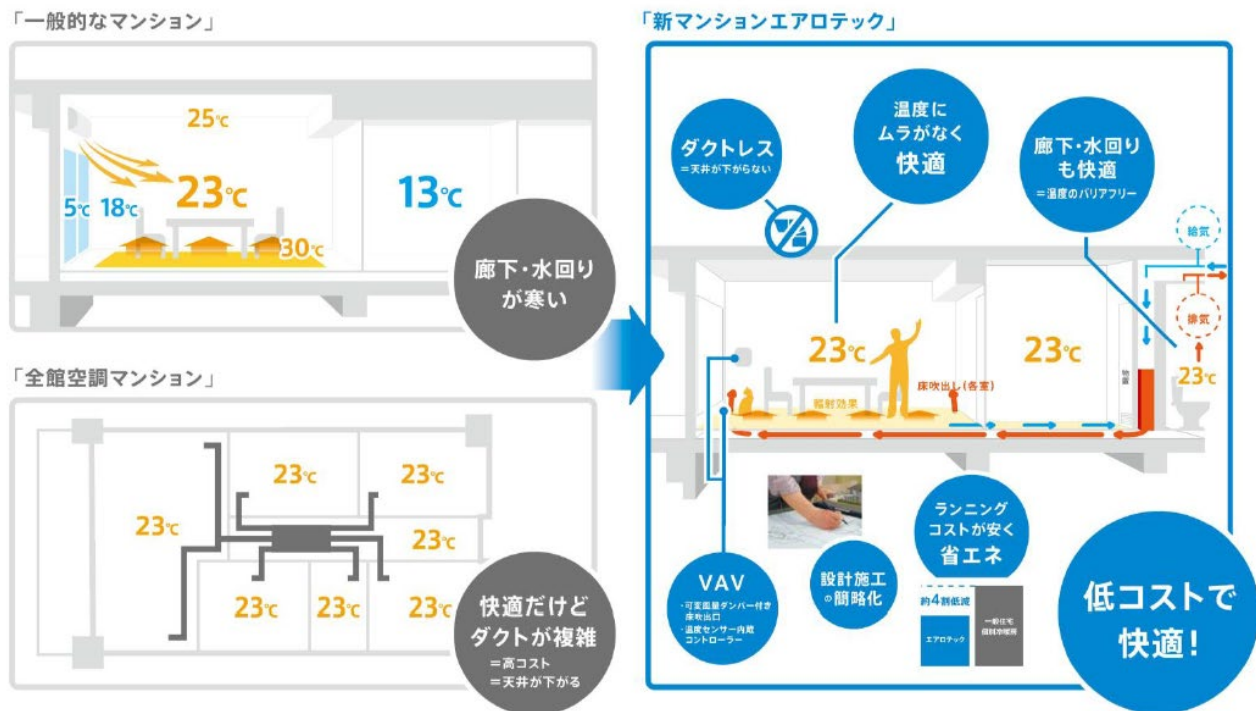 「一般的なマンション」
25℃
23℃
5℃
18℃
30℃
13℃
廊下・水回り
が寒い
「全館空調マンション」
23℃
23℃
23℃
23℃
23℃
23℃
23℃
快適だけど
ダクトが複雑
＝高コスト
＝天井が下がる
「新マンションエアロテック」
ダクトレス
＝天井が下がらない
温度に
ムラがなく
快適
廊下・水回り
も快適
＝温度のバリアフリー
給気
排気
23℃
23℃
23℃
物置
床吹出し(各室)
輻射効果
VAV
・可変風量ダンパー付き
床吹出口
・温度センサー内蔵
コントローラー
設計施工
の簡略化
ランニング
コストが安く
省エネ
約4割低減
エアロテック
一般住宅
個別冷暖房
低コストで
快適！